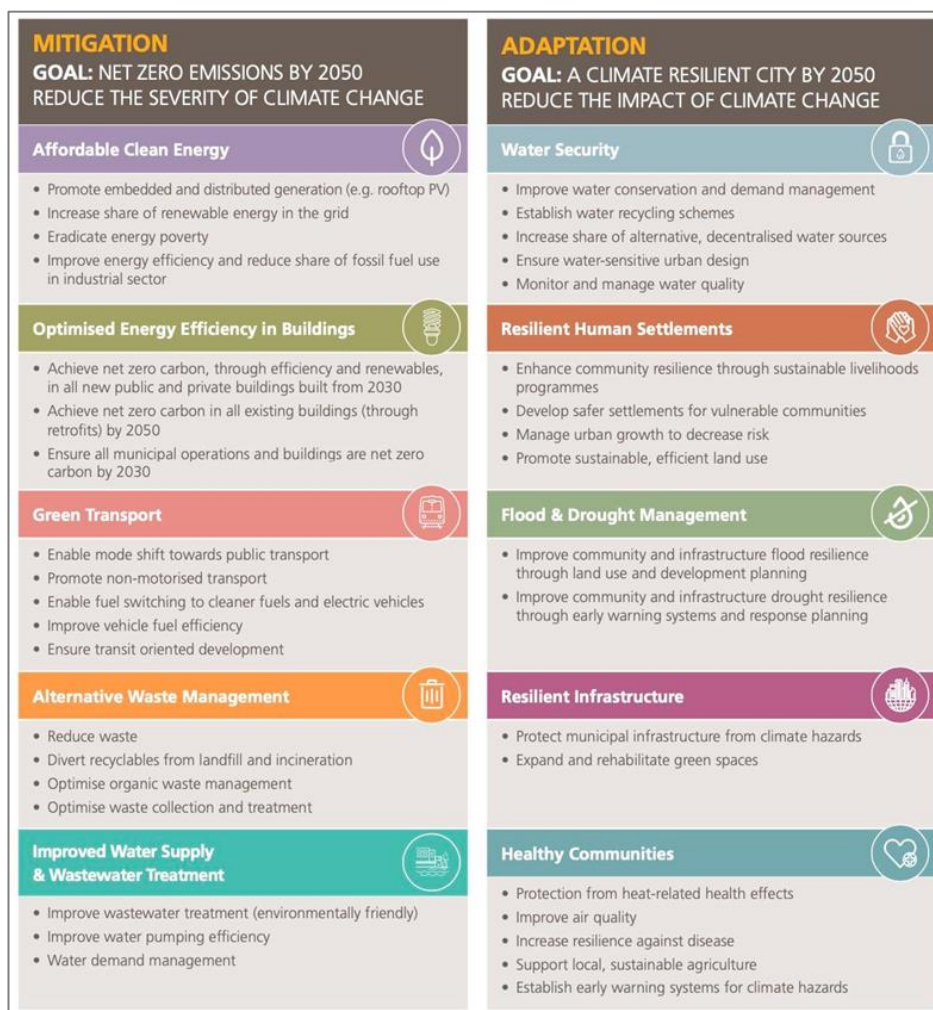 MITIGATION
GOAL: NET ZERO EMISSIONS BY 2050
REDUCE THE SEVERITY OF CLIMATE CHANGE
Affordable Clean Energy
• Promote embedded and distributed generation (e.g. rooftop PV)
• Increase share of renewable energy in the grid
• Eradicate energy poverty
• Improve energy efficiency and reduce share of fossil fuel use
in industrial sector
Optimised Energy Efficiency in Buildings
• Achieve net zero carbon, through efficiency and renewables,
in all new public and private buildings built from 2030
• Achieve net zero carbon in all existing buildings (through
retrofits) by 2050
• Ensure all municipal operations and buildings are net zero
carbon by 2030
Green Transport
• Enable mode shift towards public transport
• Promote non-motorised transport
• Enable fuel switching to cleaner fuels and electric vehicles
• Improve vehicle fuel efficiency
• Ensure transit oriented development
Alternative Waste Management
• Reduce waste
• Divert recyclables from landfill and incineration
• Optimise organic waste management
• Optimise waste collection and treatment
Improved Water Supply
& Wastewater Treatment
• Improve wastewater treatment (environmentally friendly)
• Improve water pumping efficiency
• Water demand management
ADAPTATION
GOAL: A CLIMATE RESILIENT CITY BY 2050
REDUCE THE IMPACT OF CLIMATE CHANGE
Water Security
• Improve water conservation and demand management
• Establish water recycling schemes
• Increase share of alternative, decentralised water sources
• Ensure water-sensitive urban design
• Monitor and manage water quality
Resilient Human Settlements
• Enhance community resilience through sustainable livelihoods
programmes
• Develop safer settlements for vulnerable communities
• Manage urban growth to decrease risk
• Promote sustainable, efficient land use
Flood & Drought Management
• Improve community and infrastructure flood resilience
through land use and development planning
• Improve community and infrastructure drought resilience
through early warning systems and response planning
Resilient Infrastructure
• Protect municipal infrastructure from climate hazards
• Expand and rehabilitate green spaces
Healthy Communities
• Protection from heat-related health effects
• Improve air quality
• Increase resilience against disease
• Support local, sustainable agriculture
• Establish early warning systems for climate hazards